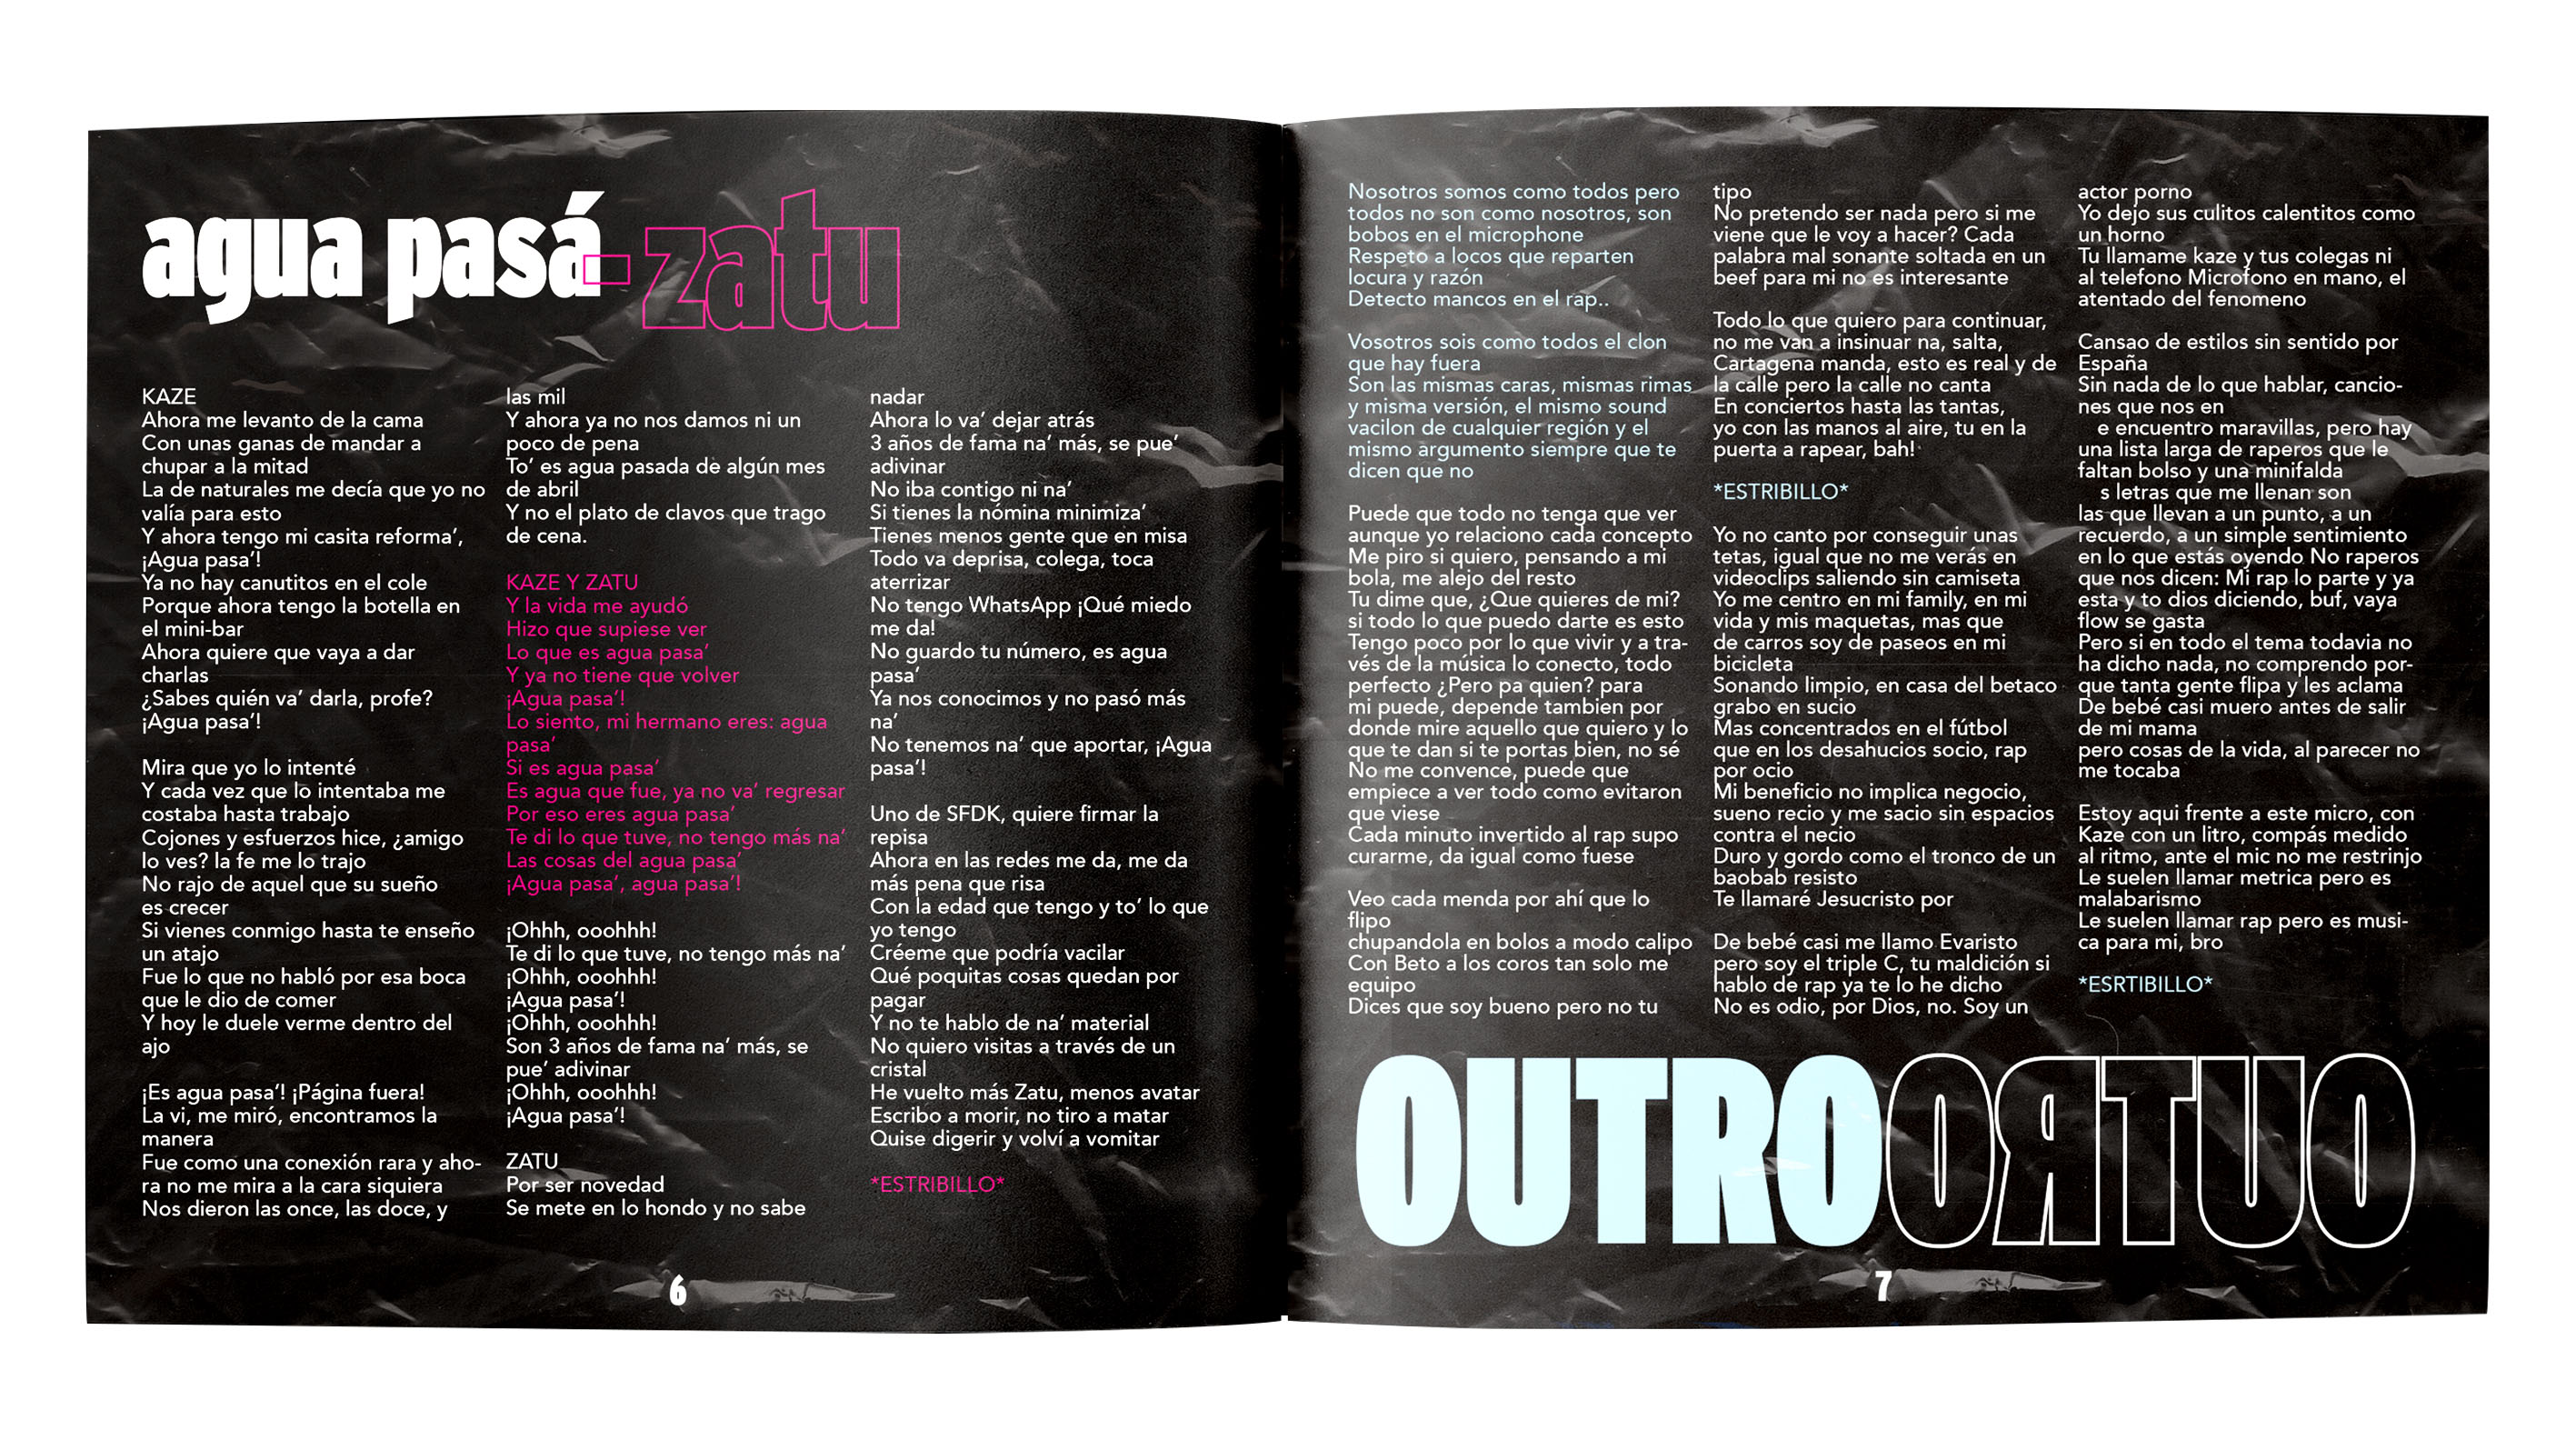 agua pasá-zatu
KAZE
Ahora me levanto de la cama
Con unas ganas de mandar a
chupar a la mitad
La de naturales me decía que yo no
valía para esto
Y ahora tengo mi casita reforma’,
¡Agua pasa’!
Ya no hay canutitos en el cole
Porque ahora tengo la botella en
el mini-bar
Ahora quiere que vaya a dar
charlas
¿Sabes quién va’ darla, profe?
¡Agua pasa’!
Mira que yo lo intenté
Y cada vez que lo intentaba me
costaba hasta trabajo
Cojones y esfuerzos hice, ¿amigo
lo ves? la fe me lo trajo
No rajo de aquel que su sueño
es crecer
Si vienes conmigo hasta te enseño
un atajo
Fue lo que no habló por esa boca
que le dio de comer
Y hoy le duele verme dentro del
ajo
¡Es agua pasa’! ¡Página fuera!
La vi, me miró, encontramos la
manera
Fue como una conexión rara y aho-
ra no me mira a la cara siquiera
Nos dieron las once, las doce, y
las mil
Y ahora ya no nos damos ni un
poco de pena
To’ es agua pasada de algún mes
de abril
Y no el plato de clavos que trago
de cena.
KAZE Y ZATU
Y la vida me ayudó
Hizo que supiese ver
Lo que es agua pasa’
Y ya no tiene que volver
¡Agua pasa’!
Lo siento, mi hermano eres: agua
pasa’
Si es agua pasa’
Es agua que fue, ya no va’ regresar
Por eso eres agua pasa’
Te di lo que tuve, no tengo más na’
Las cosas del agua pasa’
¡Agua pasa’, agua pasa’!
¡Ohhh, ooohhh!
Te di lo que tuve, no tengo más na’
¡Ohhh, ooohhh!
¡Agua pasa’!
¡Ohhh, ooohhh!
Son 3 años de fama na’ más, se
pue’ adivinar
¡Ohhh, ooohhh!
¡Agua pasa’!
ZATU
Por ser novedad
Se mete en lo hondo y no sabe
nadar
Ahora lo va’ dejar atrás
3 años de fama na’ más, se pue’
adivinar
No iba contigo ni na’
Si tienes la nómina minimiza’
Tienes menos gente que en misa
Todo va deprisa, colega, toca
aterrizar
No tengo WhatsApp ¡Qué miedo
me da!
No guardo tu número, es agua
pasa’
Ya nos conocimos y no pasó más
na’
No tenemos na’ que aportar, ¡Agua
pasa’!
Uno de SFDK, quiere firmar la
repisa
Ahora en las redes me da, me da
más pena que risa
Con la edad que tengo y to’ lo que
yo tengo
Créeme que podría vacilar
Qué poquitas cosas quedan por
pagar
Y no te hablo de na’ material
No quiero visitas a través de un
cristal
He vuelto más Zatu, menos avatar
Escribo a morir, no tiro a matar
Quise digerir y volví a vomitar
*ESTRIBILLO*
6
Nosotros somos como todos pero
todos no son como nosotros, son
bobos en el microphone
Respeto a locos que reparten
locura y razón
Detecto mancos en el rap..
Vosotros sois como todos el clon
que hay fuera
Son las mismas caras, mismas rimas
y misma versión, el mismo sound
vacilon de cualquier región y el
mismo argumento siempre que te
dicen que no
Puede que todo no tenga que ver
aunque yo relaciono cada concepto
Me piro si quiero, pensando a mi
bola, me alejo del resto
Tu dime que, ¿Que quieres de mi?
si todo lo que puedo darte es esto
Tengo poco por lo que vivir y a tra-
vés de la música lo conecto, todo
perfecto ¿Pero pa quien? para
mi puede, depende tambien por
donde mire aquello que quiero y lo
que te dan si te portas bien, no sé
No me convence, puede que
empiece a ver todo como evitaron
que viese
Cada minuto invertido al rap supo
curarme, da igual como fuese
Veo cada menda por ahí que lo
flipo
chupandola en bolos a modo calipo
Con Beto a los coros tan solo me
equipo
Dices que soy bueno pero no tu
tipo
No pretendo ser nada pero si me
viene que le voy a hacer? Cada
palabra mal sonante soltada en un
beef para mi no es interesante
Todo lo que quiero para continuar,
no me van a insinuar na, salta,
Cartagena manda, esto es real y de
la calle pero la calle no canta
En conciertos hasta las tantas,
yo con las manos al aire, tu en la
puerta a rapear, bah!
*ESTRIBILLO*
Yo no canto por conseguir unas
tetas, igual que no me verás en
videoclips saliendo sin camiseta
Yo me centro en mi family, en mi
vida y mis maquetas, mas que
de carros soy de paseos en mi
bicicleta
Sonando limpio, en casa del betaco
grabo en sucio
Mas concentrados en el fútbol
que en los desahucios socio, rap
por ocio
Mi beneficio no implica negocio,
sueno recio y me sacio sin espacios
contra el necio
Duro y gordo como el tronco de un
baobab resisto
Te llamaré Jesucristo por
De bebé casi me llamo Evaristo
pero soy el triple C, tu maldición si
hablo de rap ya te lo he dicho
No es odio, por Dios, no. Soy un
actor porno
Yo dejo sus culitos calentitos como
un horno
Tu llamame kaze y tus colegas ni
al telefono Microfono en mano, el
atentado del fenomeno
Cansao de estilos sin sentido por
España
Sin nada de lo que hablar, cancio-
nes que nos en
e encuentro maravillas, pero hay
una lista larga de raperos que le
faltan bolso y una minifalda
s letras que me llenan son
las que llevan a un punto, a un
recuerdo, a un simple sentimiento
en lo que estás oyendo No raperos
que nos dicen: Mi rap lo parte y ya
esta y to dios diciendo, buf, vaya
flow se gasta
Pero si en todo el tema todavia no
ha dicho nada, no comprendo por-
que tanta gente flipa y les aclama
De bebé casi muero antes de salir
de mi mama
pero cosas de la vida, al parecer no
me tocaba
Estoy aqui frente a este micro, con
Kaze con un litro, compás medido
al ritmo, ante el mic no me restrinjo
Le suelen llamar metrica pero es
malabarismo
Le suelen llamar rap pero es musi-
ca para mi, bro
*ESRTIBILLO*
OUTROORTUO
7